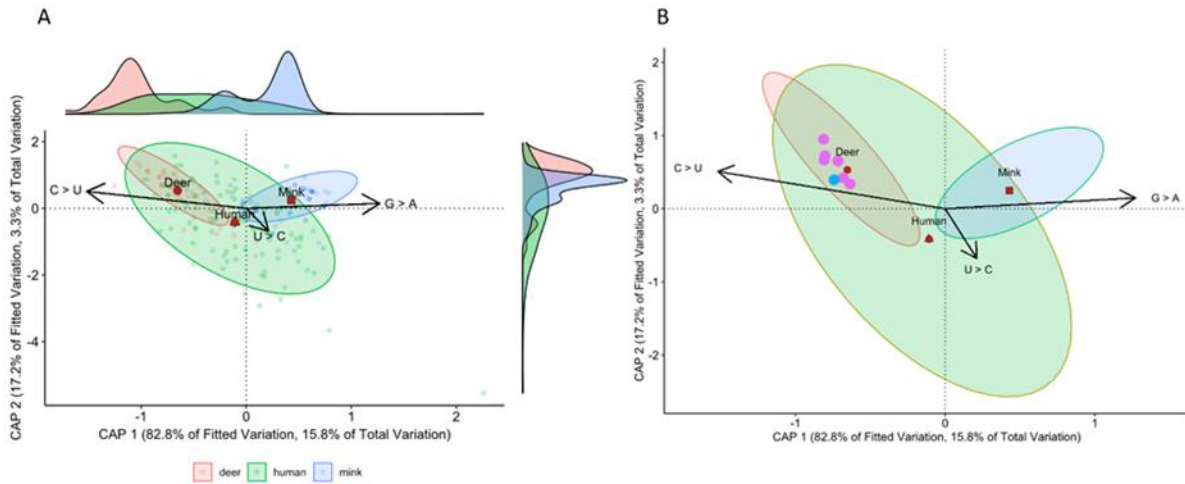 A
B
2
1
0
-2
-4
CAP 2 (17.2% of Fitted Variation, 3.3% of Total Variation)
C > U
Deer
Human
Mink
U > C
G > A
-1
0
1
2
CAP 1 (82.8% of Fitted Variation, 15.8% of Total Variation)
deer
human
mink
2
1
0
-1
-2
CAP 2 (17.2% of Fitted Variation, 3.3% of Total Variation)
C > U
Deer
Human
Mink
U > C
G > A
-1
0
1
CAP 1 (82.8% of Fitted Variation, 15.8% of Total Variation)